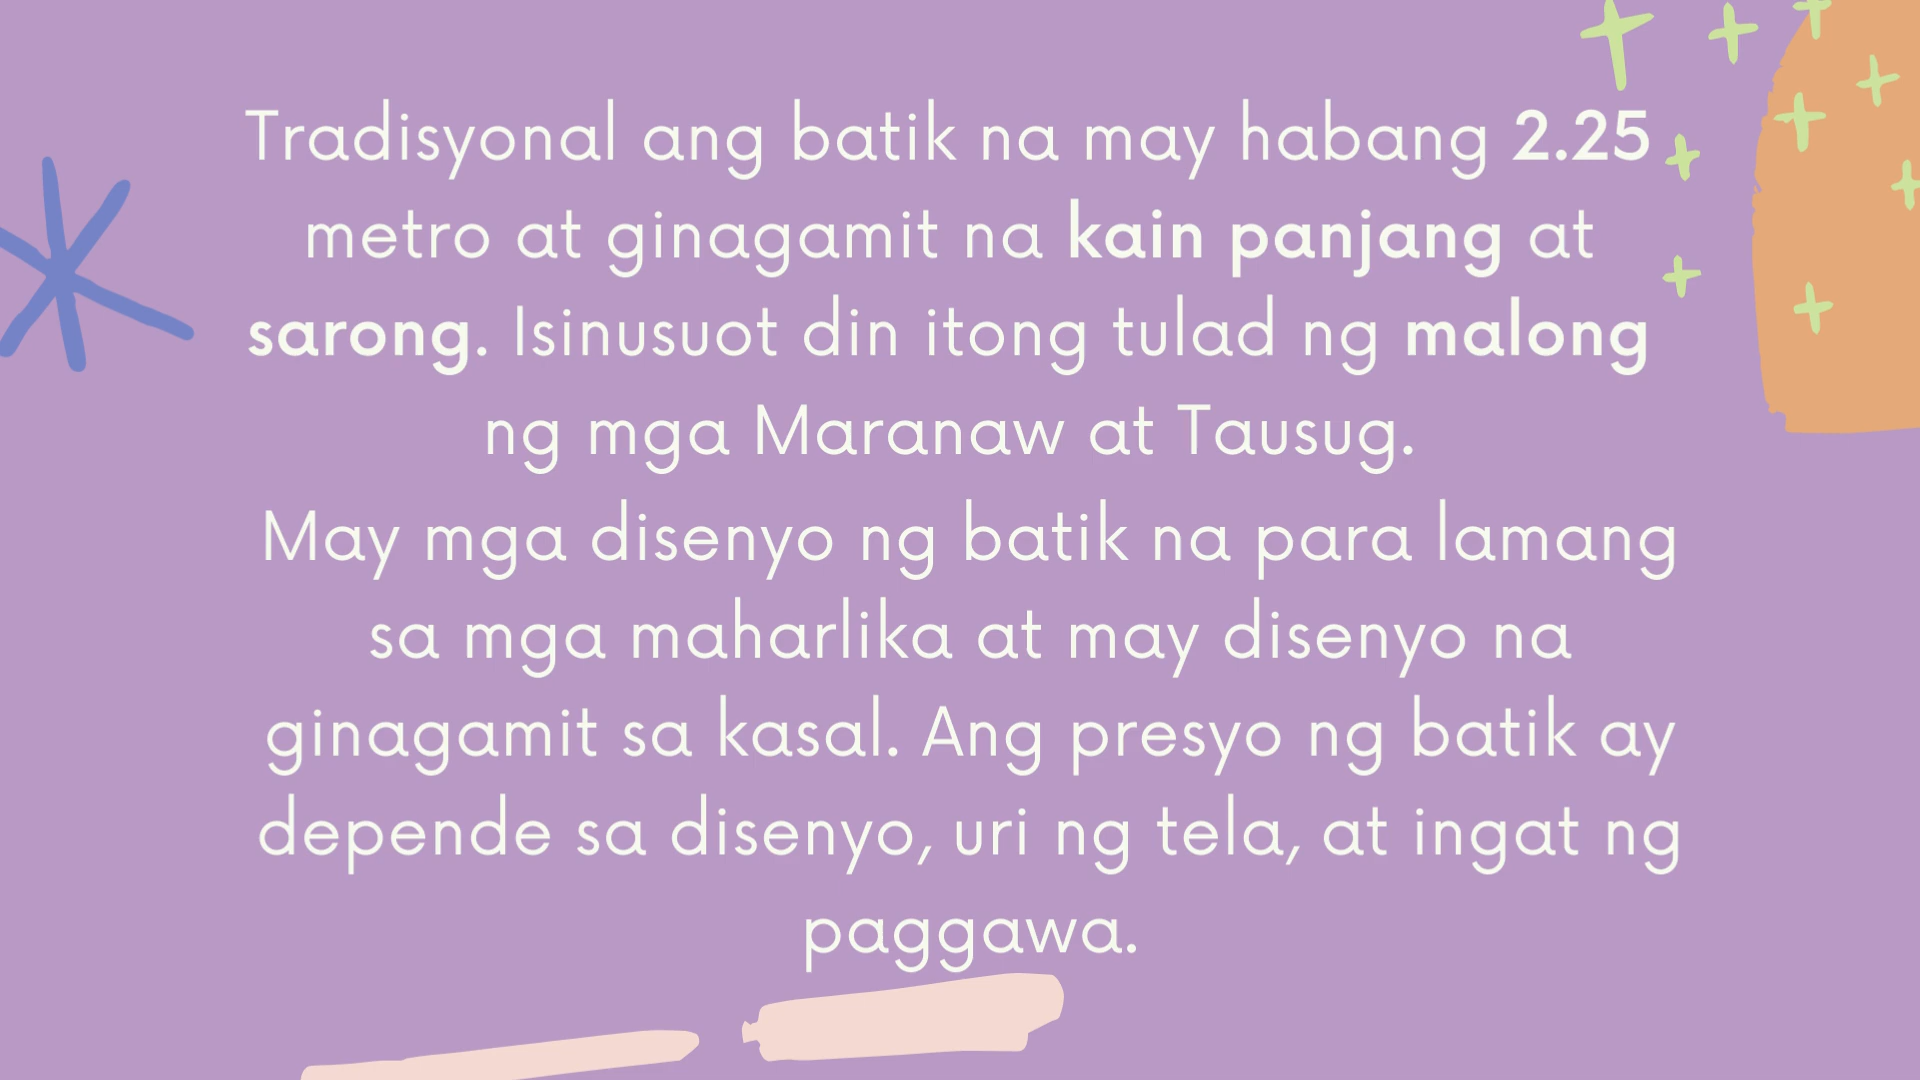 Tradisyonal ang batik na may habang 2.25
metro at ginagamit na kain panjang at
sarong. Isinusuot din itong tulad ng malong
ng mga Maranaw at Tausug.
May mga disenyo ng batik na para lamang
sa mga maharlika at may disenyo na
ginagamit sa kasal. Ang presyo ng batik ay
depende sa disenyo, uri ng tela, at ingat ng
paggawa.